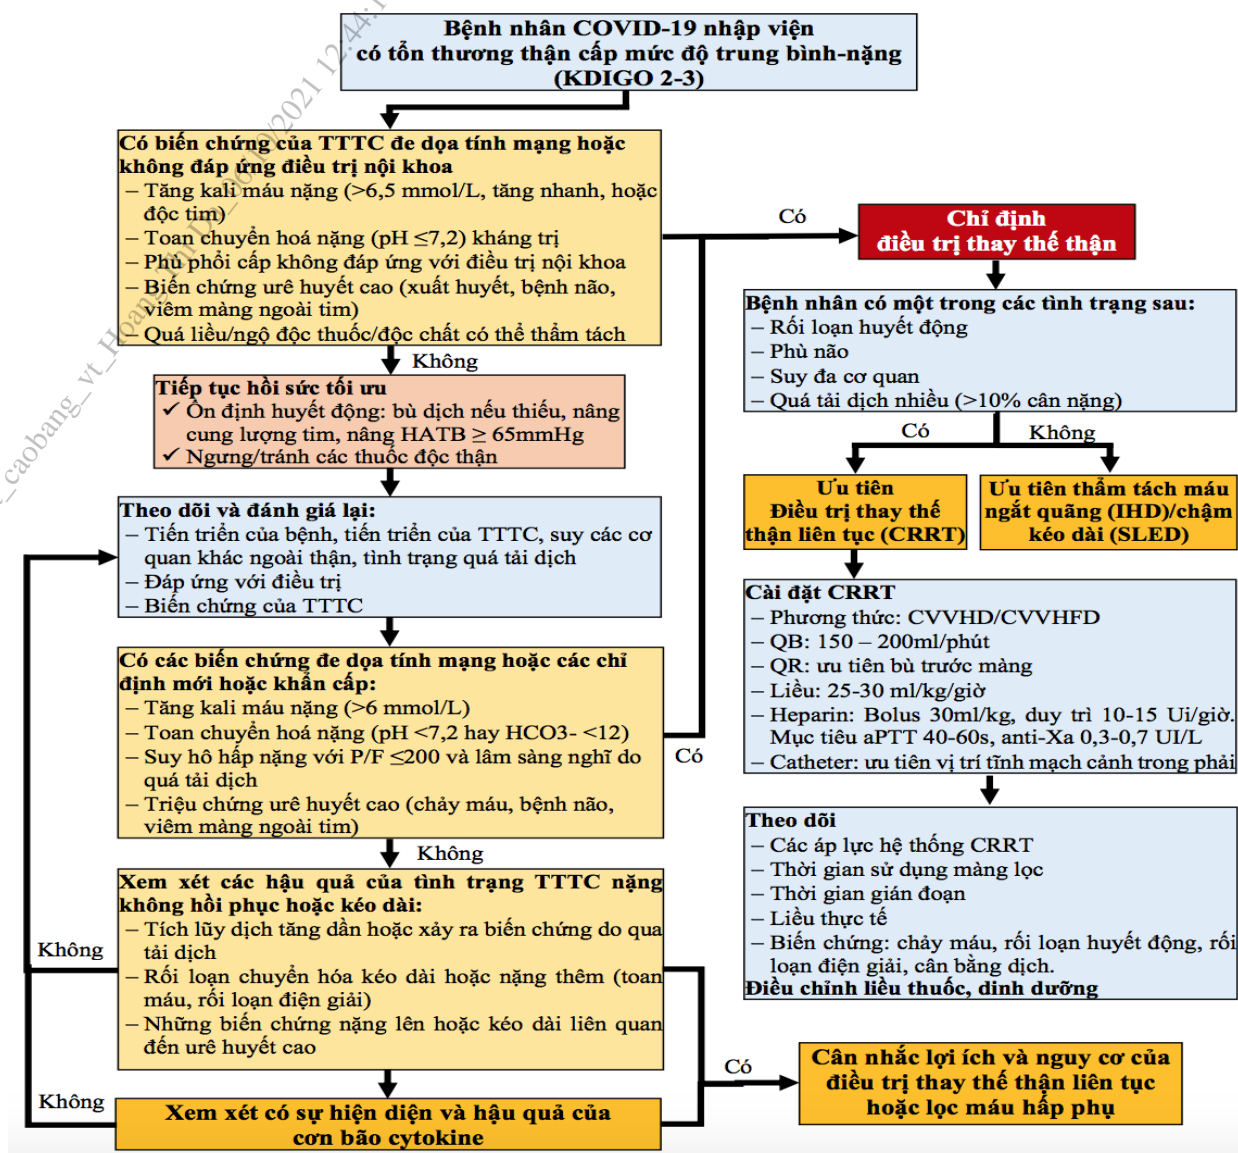 Bệnh nhân COVID-19 nhập viện
có tổn thương thận cấp mức độ trung bình-nặng
(KDIGO 2-3)
Có biến chứng của TTTC đe dọa tính mạng hoặc
không đáp ứng điều trị nội khoa
– Tăng kali máu nặng (>6,5 mmol/L, tăng nhanh, hoặc
độc tim)
– Toan chuyển hoá nặng (pH ≤7,2) kháng trị
– Phù phổi cấp không đáp ứng với điều trị nội khoa
– Biến chứng urê huyết cao (xuất huyết, bệnh não,
viêm màng ngoài tim)
– Quá liều/ngộ độc thuốc/độc chất có thể thẩm tách
Không
Tiếp tục hồi sức tối ưu
✓ Ổn định huyết động: bù dịch nếu thiếu, nâng
cung lượng tim, nâng HATB ≥ 65mmHg
✓ Ngưng/tránh các thuốc độc thận
Theo dõi và đánh giá lại:
– Tiến triển của bệnh, tiến triển của TTTC, suy các cơ
quan khác ngoài thận, tình trạng quá tải dịch
– Đáp ứng với điều trị
– Biến chứng của TTTC
Có các biến chứng đe dọa tính mạng hoặc các chỉ
định mới hoặc khẩn cấp:
– Tăng kali máu nặng (>6 mmol/L)
– Toan chuyển hoá nặng (pH <7,2 hay HCO3- <12)
– Suy hô hấp nặng với P/F ≤200 và lâm sàng nghĩ do
quá tải dịch
– Triệu chứng urê huyết cao (chảy máu, bệnh não,
viêm màng ngoài tim)
Có
Không
Xem xét các hậu quả của tình trạng TTTC nặng
không hồi phục hoặc kéo dài:
– Tích lũy dịch tăng dần hoặc xảy ra biến chứng do qua
tải dịch
– Rối loạn chuyển hóa kéo dài hoặc nặng thêm (toan
máu, rối loạn điện giải)
– Những biến chứng nặng lên hoặc kéo dài liên quan
đến urê huyết cao
Không
Xem xét có sự hiện diện và hậu quả của
cơn bão cytokine
Không
Có
Cân nhắc lợi ích và nguy cơ của
điều trị thay thế thận liên tục
hoặc lọc máu hấp phụ
Có
Chỉ định
điều trị thay thế thận
Bệnh nhân có một trong các tình trạng sau:
– Rối loạn huyết động
– Phù não
– Suy đa cơ quan
– Quá tải dịch nhiều (>10% cân nặng)
Có
Không
Ưu tiên
Điều trị thay thế
thận liên tục (CRRT)
Ưu tiên thẩm tách máu
ngắt quãng (IHD)/chậm
kéo dài (SLED)
Cài đặt CRRT
– Phương thức: CVVHD/CVVHFD
– QB: 150 – 200ml/phút
– QR: ưu tiên bù trước màng
– Liều: 25-30 ml/kg/giờ
– Heparin: Bolus 30ml/kg, duy trì 10-15 Ui/giờ.
Mục tiêu aPTT 40-60s, anti-Xa 0,3-0,7 UI/L
– Catheter: ưu tiên vị trí tĩnh mạch cảnh trong phải
Theo dõi
– Các áp lực hệ thống CRRT
– Thời gian sử dụng màng lọc
– Thời gian gián đoạn
– Liều thực tế
– Biến chứng: chảy máu, rối loạn huyết động, rối
loạn điện giải, cân bằng dịch.
Điều chỉnh liều thuốc, dinh dưỡng